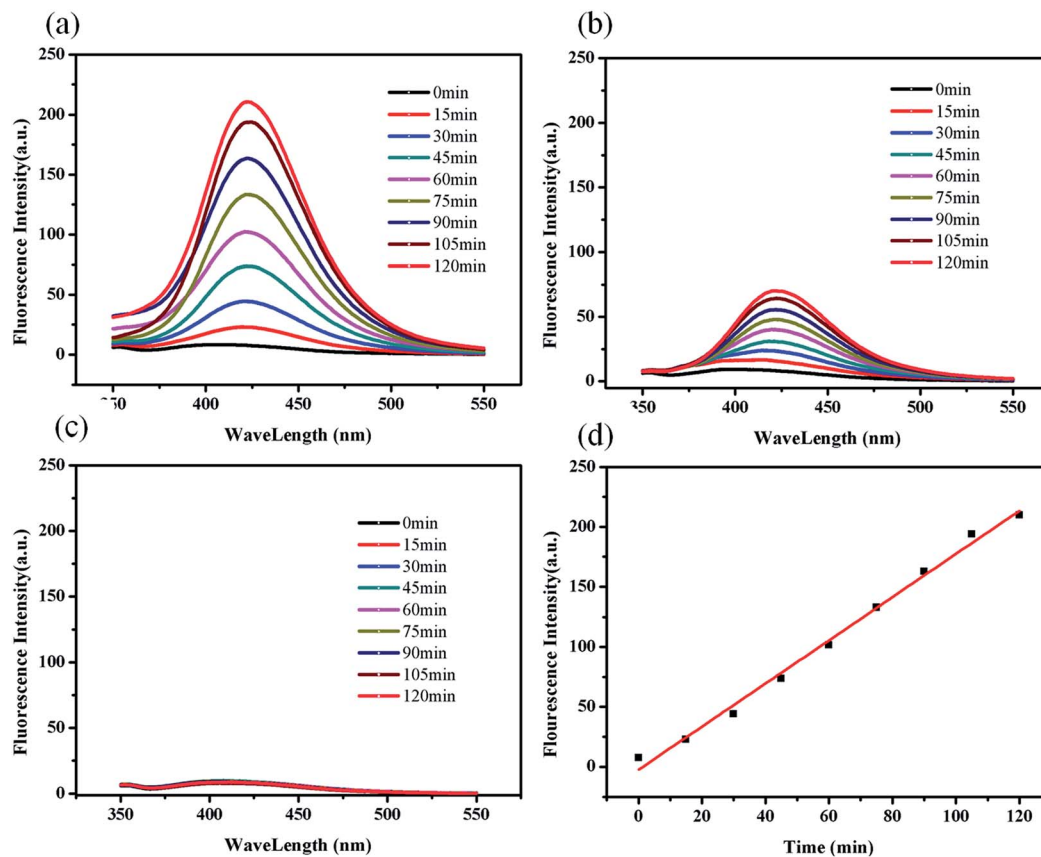 (a)
250
200
150
100
50
0
Fluorescence Intensity(a.u.)
0min
15min
30min
45min
60min
75min
90min
105min
120min
400
450
500
550
WaveLength (nm)
(b)
250
200
150
100
50
0
Fluorescence Intensity(a.u.)
0min
15min
30min
45min
60min
75min
90min
105min
120min
350
400
450
500
550
WaveLength (nm)
(c)
250
200
150
100
50
0
Fluorescence Intensity(a.u.)
0min
15min
30min
45min
60min
75min
90min
105min
120min
350
400
450
500
550
WaveLength (nm)
(d)
250
200
150
100
50
0
Flourescence Intensity(a.u.)
0
20
40
60
80
100
120
Time (min)